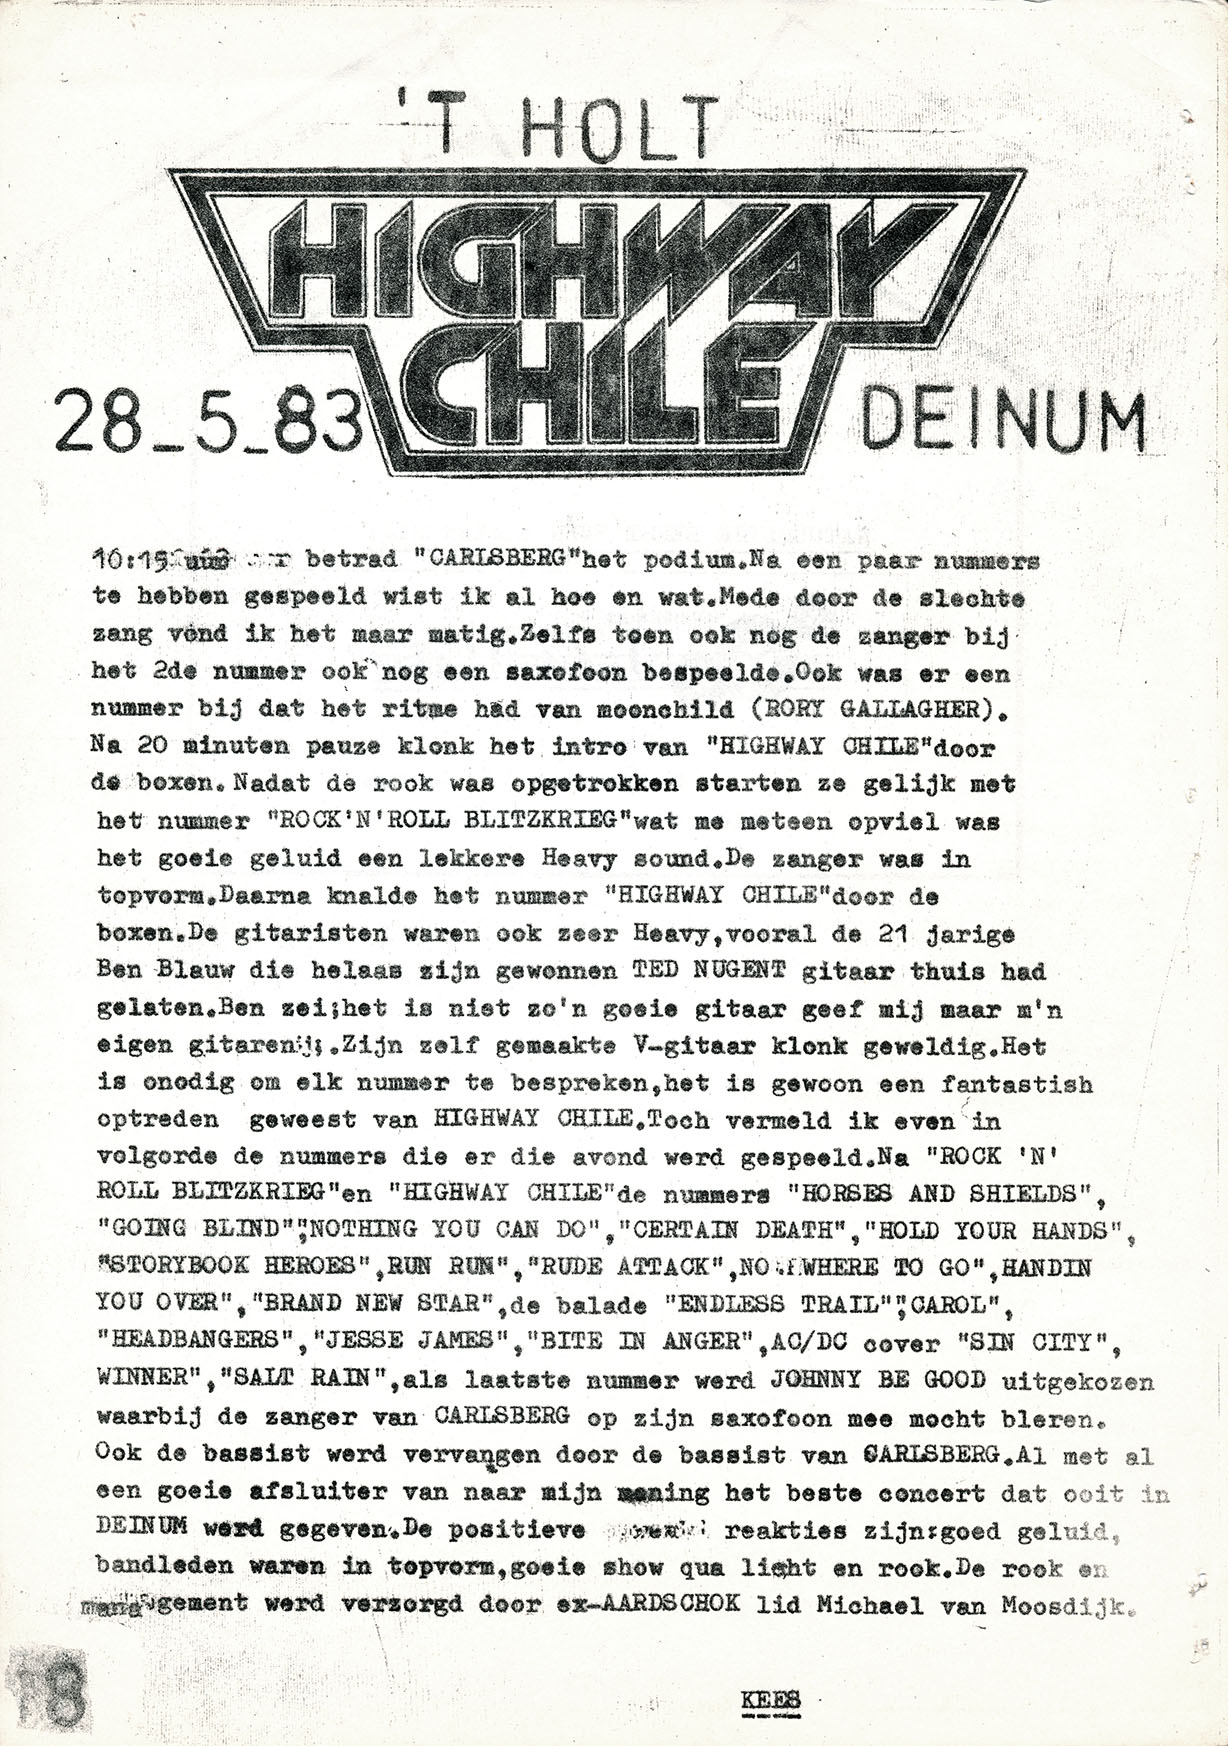 'T HOLT
HIGHWAY
CHILE
28_5_83
DEINUM
10:15 betrad "CARLSBERG"het podium.Na een paar nummers
te hebben gespeeld wist ik al hoe en wat.Mede door de slechte
zang vond ik het maar matig.Zelfs toen ook nog de zanger bij
het 2de nummer ook nog een saxofoon bespeelde.Ook was er een
nummer bij dat het ritme had van moonchild (RORY GALLAGHER).
Na 20 minuten pauze klonk het intro van "HIGHWAY CHILE"door
de boxen.Nadat de rook was opgetrokken starten ze gelijk met
het nummer "ROCK'N'ROLL BLITZKRIEG"wat me meteen opviel was
het goeie geluid een lekkere Heavy sound.De zanger was in
topvorm.Daarna knalde het nummer "HIGHWAY CHILE"door de
boxen.De gitaristen waren ook zeer Heavy,vooral de 21 jarige
Ben Blauw die helaas zijn gewonnen TED NUGENT gitaar thuis had
gelaten.Ben zei;het is niet zo'n goeie gitaar geef mij maar m'n
eigen gitaren.Zijn zelf gemaakte V-gitaar klonk geweldig.Het
is onodig om elk nummer te bespreken,het is gewoon een fantastish
optreden geweest van HIGHWAY CHILE.Toch vermeld ik even in
volgorde de nummers die er die avond werd gespeeld.Na "ROCK 'N'
ROLL BLITZKRIEG"en "HIGHWAY CHILE"de nummers "HORSES AND SHIELDS",
"GOING BLIND","NOTHING YOU CAN DO","CERTAIN DEATH","HOLD YOUR HANDS",
"STORYBOOK HEROES",RUN RUN","RUDE ATTACK",NO WHERE TO GO",HANDIN
YOU OVER","BRAND NEW STAR",de balade "ENDLESS TRAIL","CAROL",
"HEADBANGERS","JESSE JAMES","BITE IN ANGER",AC/DC cover "SIN CITY",
WINNER","SALT RAIN",als laatste nummer werd JOHNNY BE GOOD uitgekozen
waarbij de zanger van CARLSBERG op zijn saxofoon mee mocht bleren.
Ook de bassist werd vervangen door de bassist van CARLSBERG.Al met al
een goeie afsluiter van naar mijn mening het beste concert dat ooit in
DEINUM werd gegeven.De positieve reakties zijn:goed geluid,
bandleden waren in topvorm,goeie show qua licht en rook.De rook en
management werd verzorgd door ex-AARDSCHOK lid Michael van Moosdijk.
KEES
18